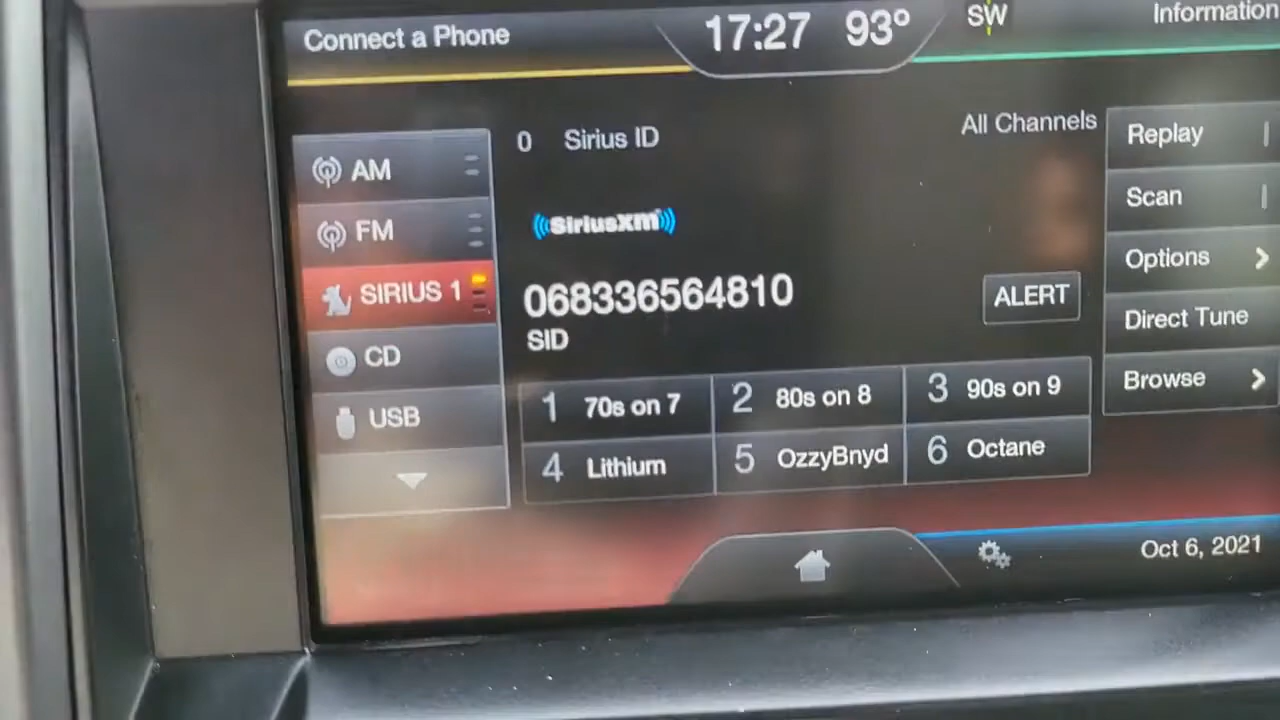 Connect a Phone
17:27 93°
SW
Information
AM
FM
SIRIUS 1
CD
USB
0 Sirius ID
All Channels
SiriusXM
068336564810
SID
ALERT
1 70s on 7
2 80s on 8
3 90s on 9
4 Lithium
5 OzzyBnyd
6 Octane
Replay
Scan
Options
Direct Tune
Browse
Oct 6, 2021